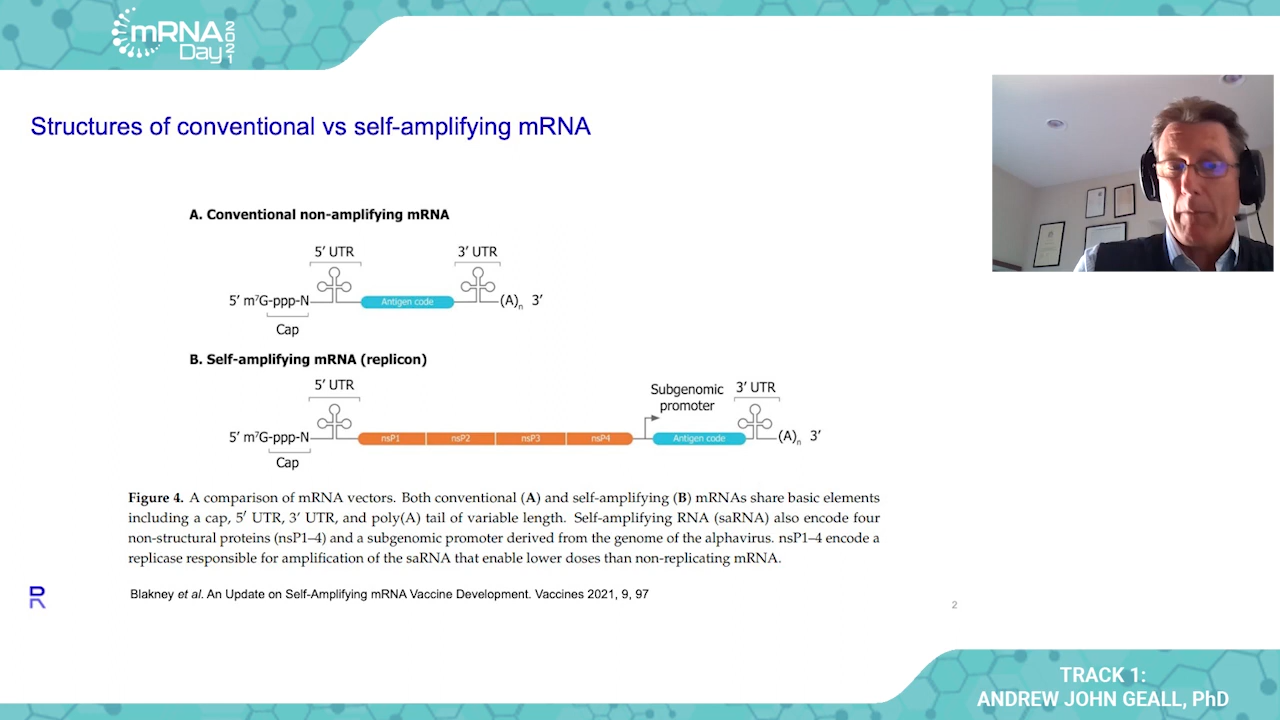 mRNA
Day
2021
Structures of conventional vs self-amplifying mRNA
A. Conventional non-amplifying mRNA
5′ UTR
3′ UTR
5′ m⁷G-ppp-N
Antigen code
(A)ₙ 3′
Cap
B. Self-amplifying mRNA (replicon)
5′ UTR
Subgenomic
promoter
3′ UTR
5′ m⁷G-ppp-N
nsP1
nsP2
nsP3
nsP4
Antigen code
(A)ₙ 3′
Cap
Figure 4. A comparison of mRNA vectors. Both conventional (A) and self-amplifying (B) mRNAs share basic elements
including a cap, 5′ UTR, 3′ UTR, and poly(A) tail of variable length. Self-amplifying RNA (saRNA) also encode four
non-structural proteins (nsP1–4) and a subgenomic promoter derived from the genome of the alphavirus. nsP1–4 encode a
replicase responsible for amplification of the saRNA that enable lower doses than non-replicating mRNA.
Blakney et al. An Update on Self-Amplifying mRNA Vaccine Development. Vaccines 2021, 9, 97
R
2
TRACK 1:
ANDREW JOHN GEALL, PhD